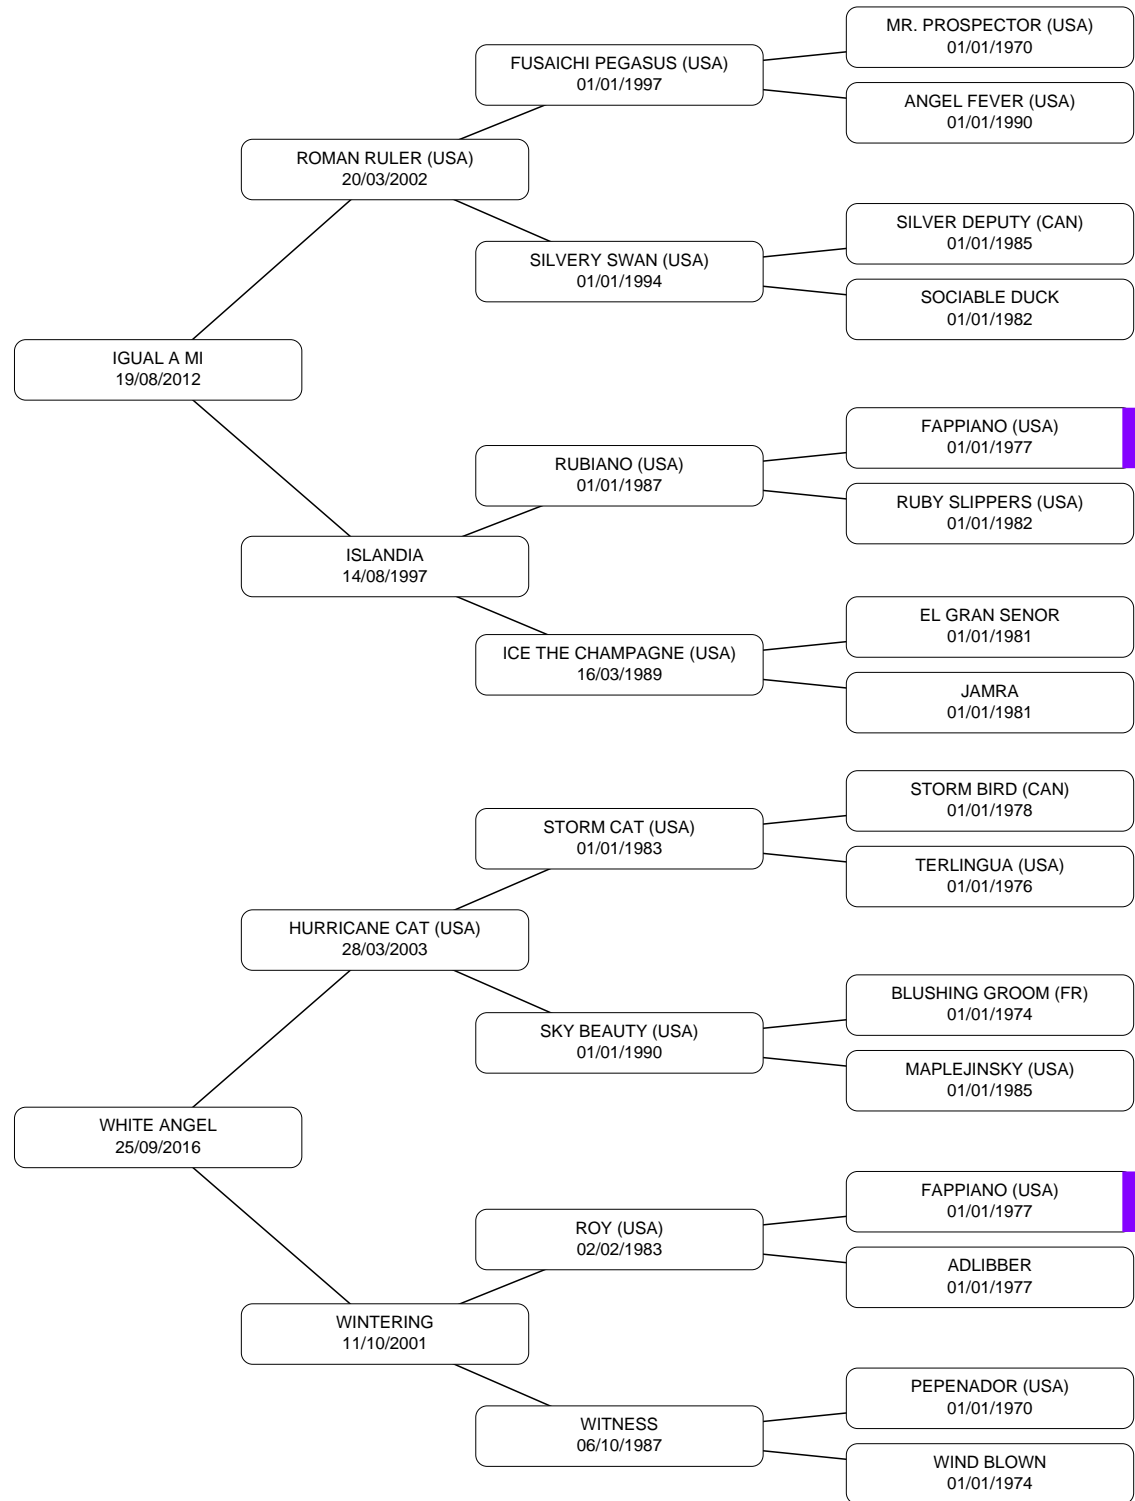 MR. PROSPECTOR (USA)
01/01/1970
FUSAICHI PEGASUS (USA)
01/01/1997
ANGEL FEVER (USA)
01/01/1990
ROMAN RULER (USA)
20/03/2002
SILVER DEPUTY (CAN)
01/01/1985
SILVERY SWAN (USA)
01/01/1994
SOCIABLE DUCK
01/01/1982
IGUAL A MI
19/08/2012
FAPPIANO (USA)
01/01/1977
RUBIANO (USA)
01/01/1987
RUBY SLIPPERS (USA)
01/01/1982
ISLANDIA
14/08/1997
EL GRAN SENOR
01/01/1981
ICE THE CHAMPAGNE (USA)
16/03/1989
JAMRA
01/01/1981
STORM BIRD (CAN)
01/01/1978
STORM CAT (USA)
01/01/1983
TERLINGUA (USA)
01/01/1976
HURRICANE CAT (USA)
28/03/2003
BLUSHING GROOM (FR)
01/01/1974
SKY BEAUTY (USA)
01/01/1990
MAPLEJINSKY (USA)
01/01/1985
WHITE ANGEL
25/09/2016
FAPPIANO (USA)
01/01/1977
ROY (USA)
02/02/1983
ADLIBBER
01/01/1977
WINTERING
11/10/2001
PEPENADOR (USA)
01/01/1970
WITNESS
06/10/1987
WIND BLOWN
01/01/1974